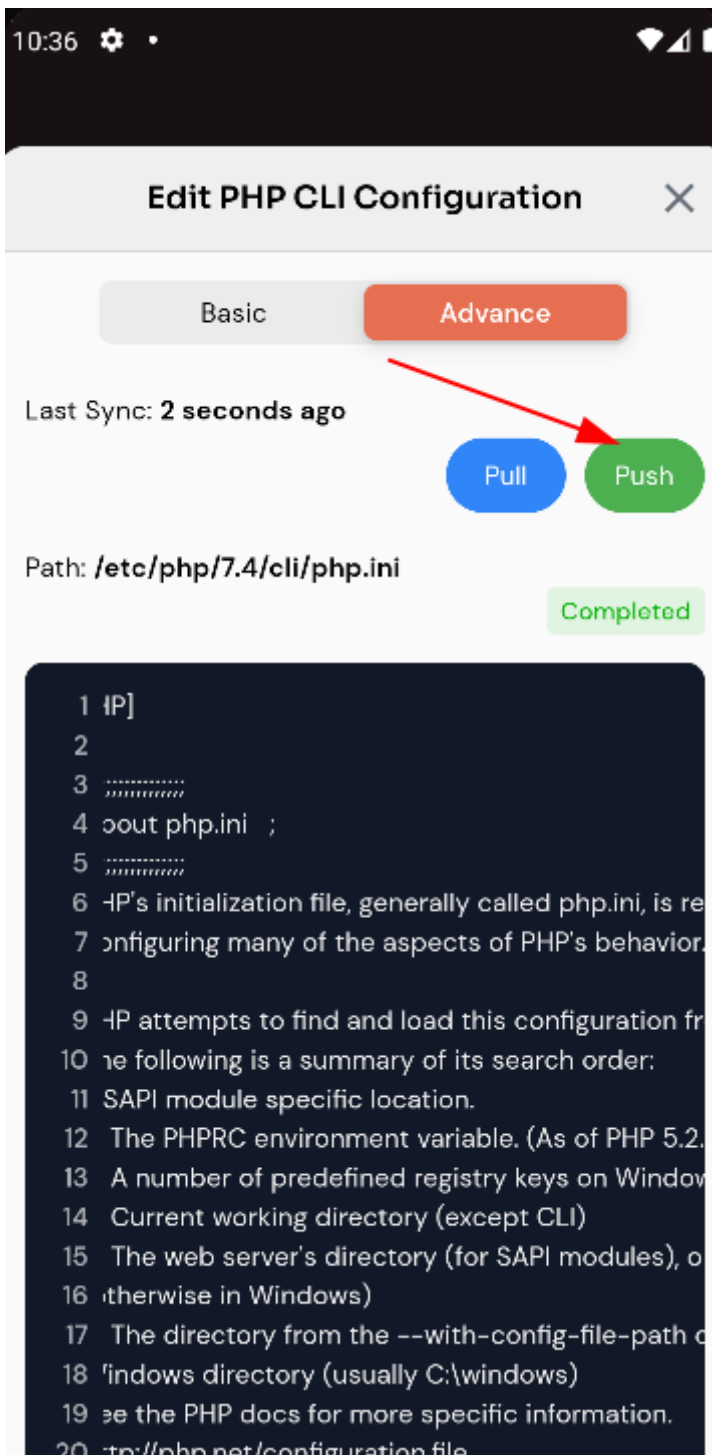 10:36
Edit PHP CLI Configuration
Basic
Advance
Last Sync: 2 seconds ago
Pull
Push
Path: /etc/php/7.4/cli/php.ini
Completed
1 HP]
2
3 ;;;;;;;;;;;;;
4 bout php.ini ;
5 ;;;;;;;;;;;;;
6 HP's initialization file, generally called php.ini, is re
7 onfiguring many of the aspects of PHP's behavior.
8
9 HP attempts to find and load this configuration fr
10 he following is a summary of its search order:
11 SAPI module specific location.
12 The PHPRC environment variable. (As of PHP 5.2.
13 A number of predefined registry keys on Window
14 Current working directory (except CLI)
15 The web server's directory (for SAPI modules), o
16 otherwise in Windows)
17 The directory from the --with-config-file-path
18 Windows directory (usually C:\windows)
19 ee the PHP docs for more specific information.
20 ttp://php.net/configuration.file